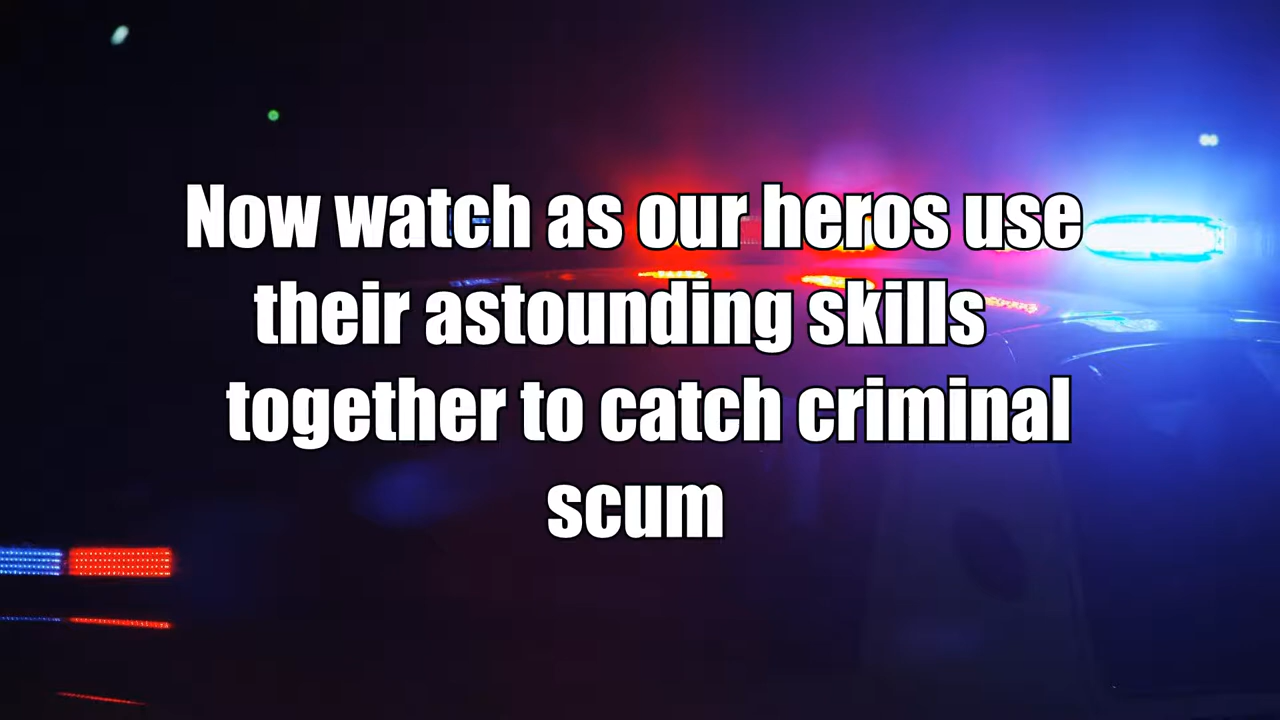 Now watch as our heros use
their astounding skills
together to catch criminal
scum